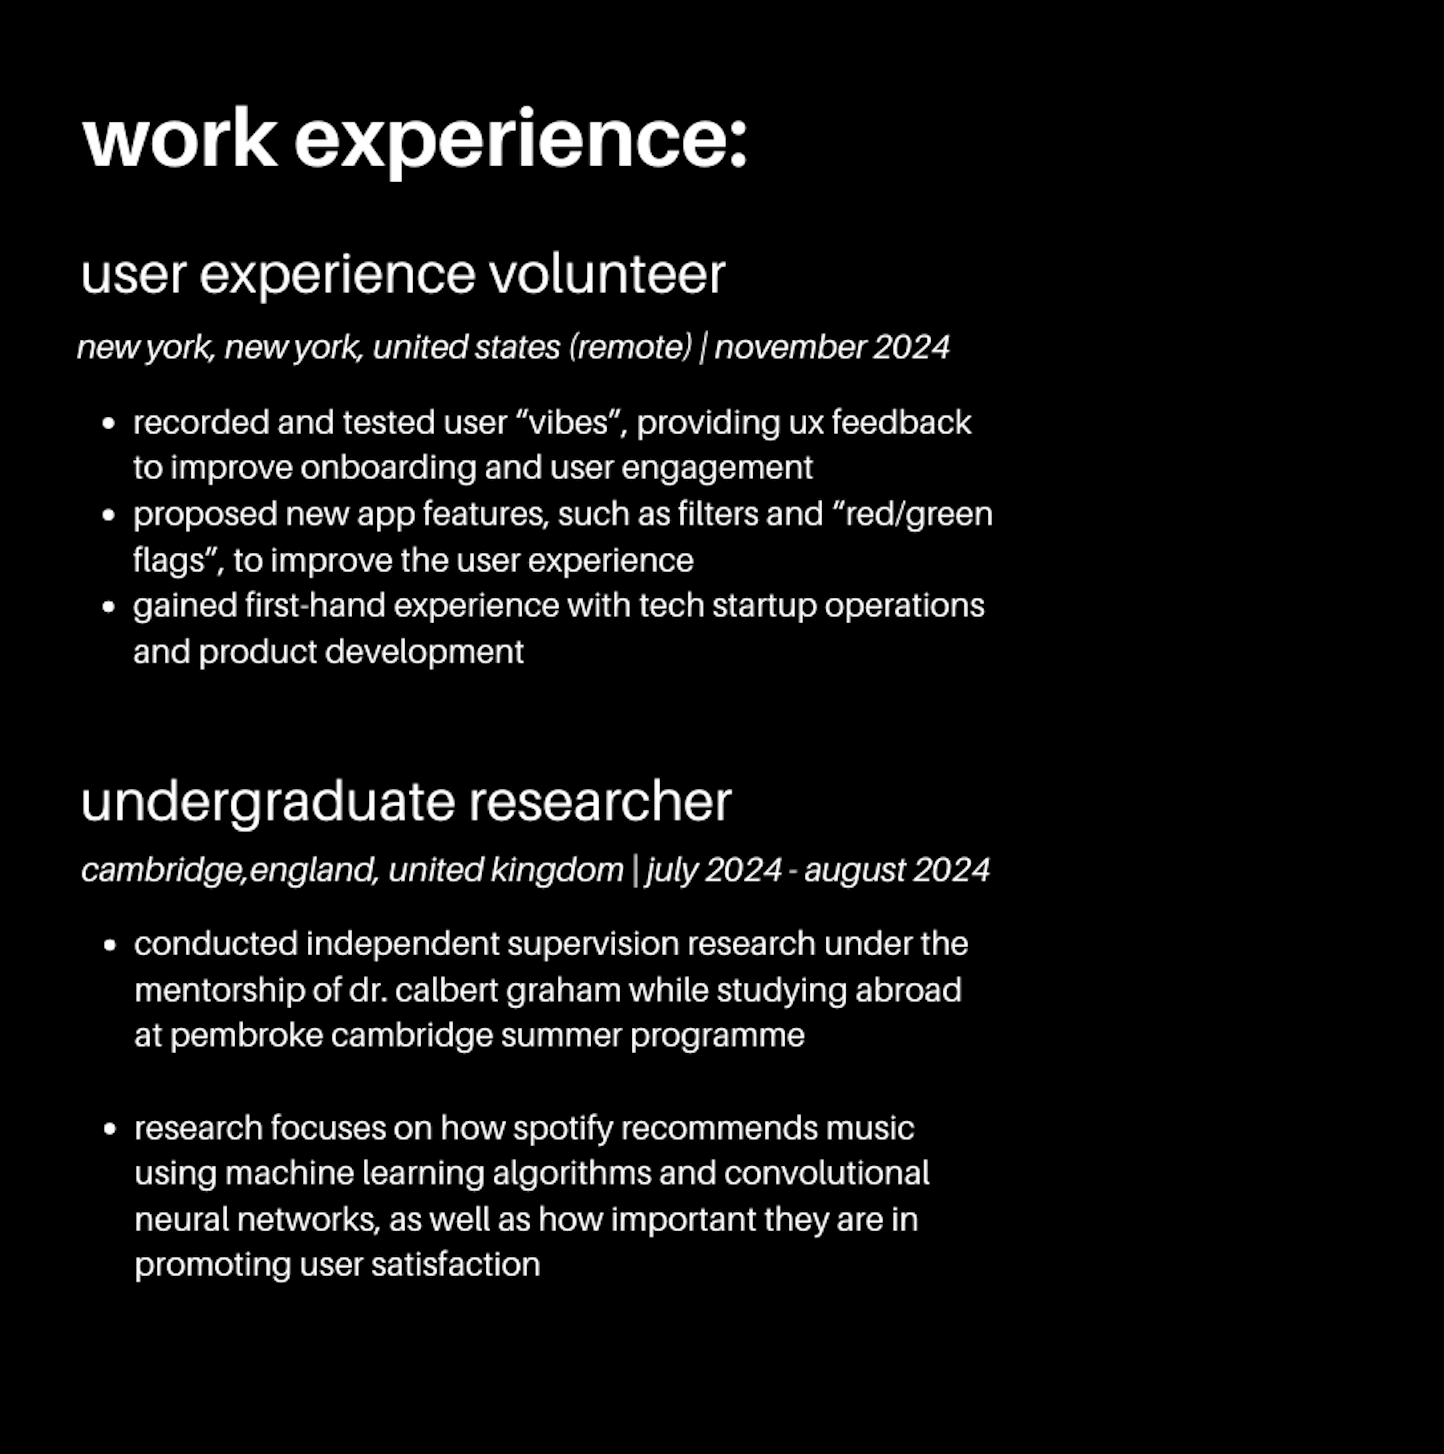 work experience:
user experience volunteer
new york, new york, united states (remote) | november 2024
• recorded and tested user “vibes”, providing ux feedback
to improve onboarding and user engagement
• proposed new app features, such as filters and “red/green
flags”, to improve the user experience
• gained first-hand experience with tech startup operations
and product development
undergraduate researcher
cambridge,england, united kingdom | july 2024 - august 2024
• conducted independent supervision research under the
mentorship of dr. calbert graham while studying abroad
at pembroke cambridge summer programme
• research focuses on how spotify recommends music
using machine learning algorithms and convolutional
neural networks, as well as how important they are in
promoting user satisfaction